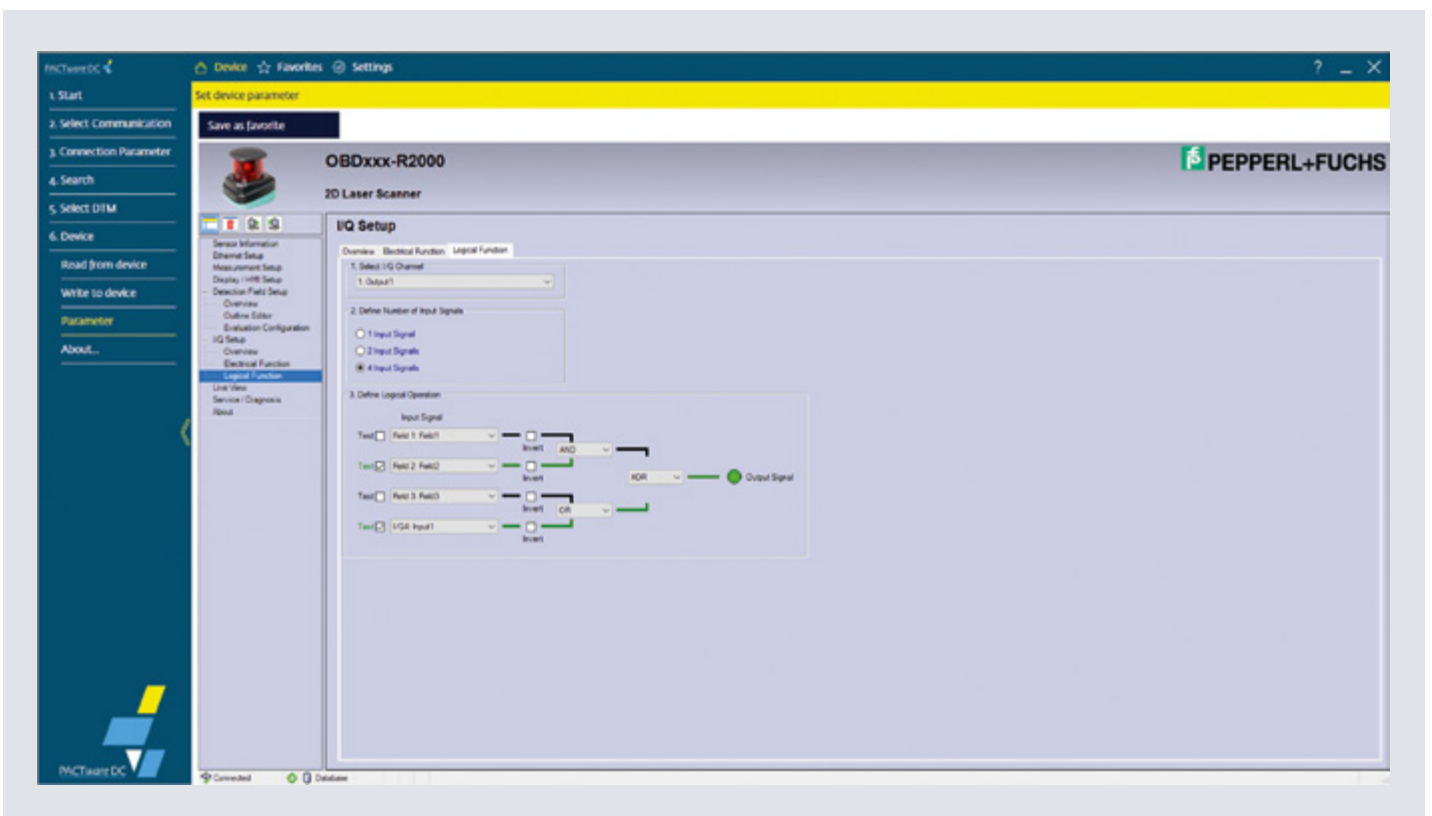 PACTware DC
Device Favorites Settings
? _ X
1. Start
Set device parameter
2. Select Communication
Save as favorite
3. Connection Parameter
4. Search
5. Select DTM
6. Device
Read from device
Write to device
Parameter
About...
OBDxxx-R2000
2D Laser Scanner
PEPPERL+FUCHS
Sensor Information
Ethernet Setup
Measurement Setup
Display / HMI Setup
Detection Field Setup
Overview
Outline Editor
Evaluation Configuration
I/Q Setup
Overview
Electrical Function
Logical Function
Live View
Service / Diagnosis
About
I/Q Setup
Overview Electrical Function Logical Function
1. Select I/Q Channel
1: Output1
2. Define Number of Input Signals
1 Input Signal
2 Input Signals
4 Input Signals
3. Define Logical Operation
Input Signal
Test Field 1: Field1
Invert AND
Test Field 2: Field2
Invert XOR Output Signal
Test Field 3: Field3
Invert OR
Test I/Q4: Input1
Invert
PACTware DC
Connected Database